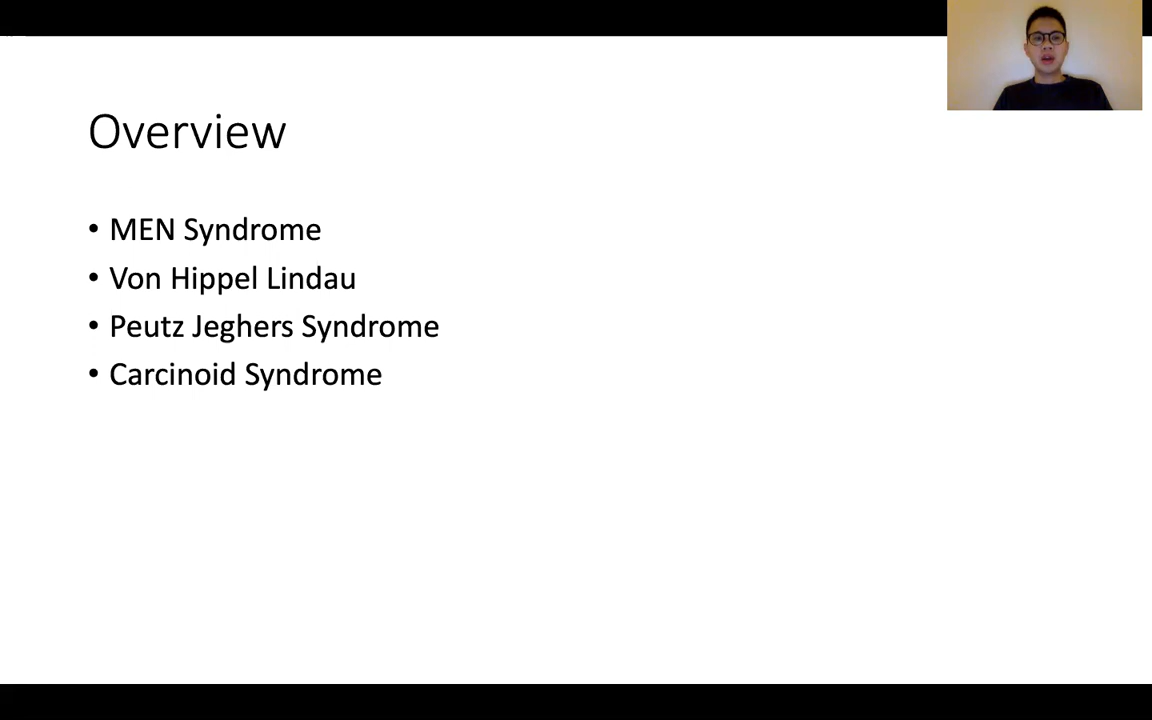 Overview
• MEN Syndrome
• Von Hippel Lindau
• Peutz Jeghers Syndrome
• Carcinoid Syndrome